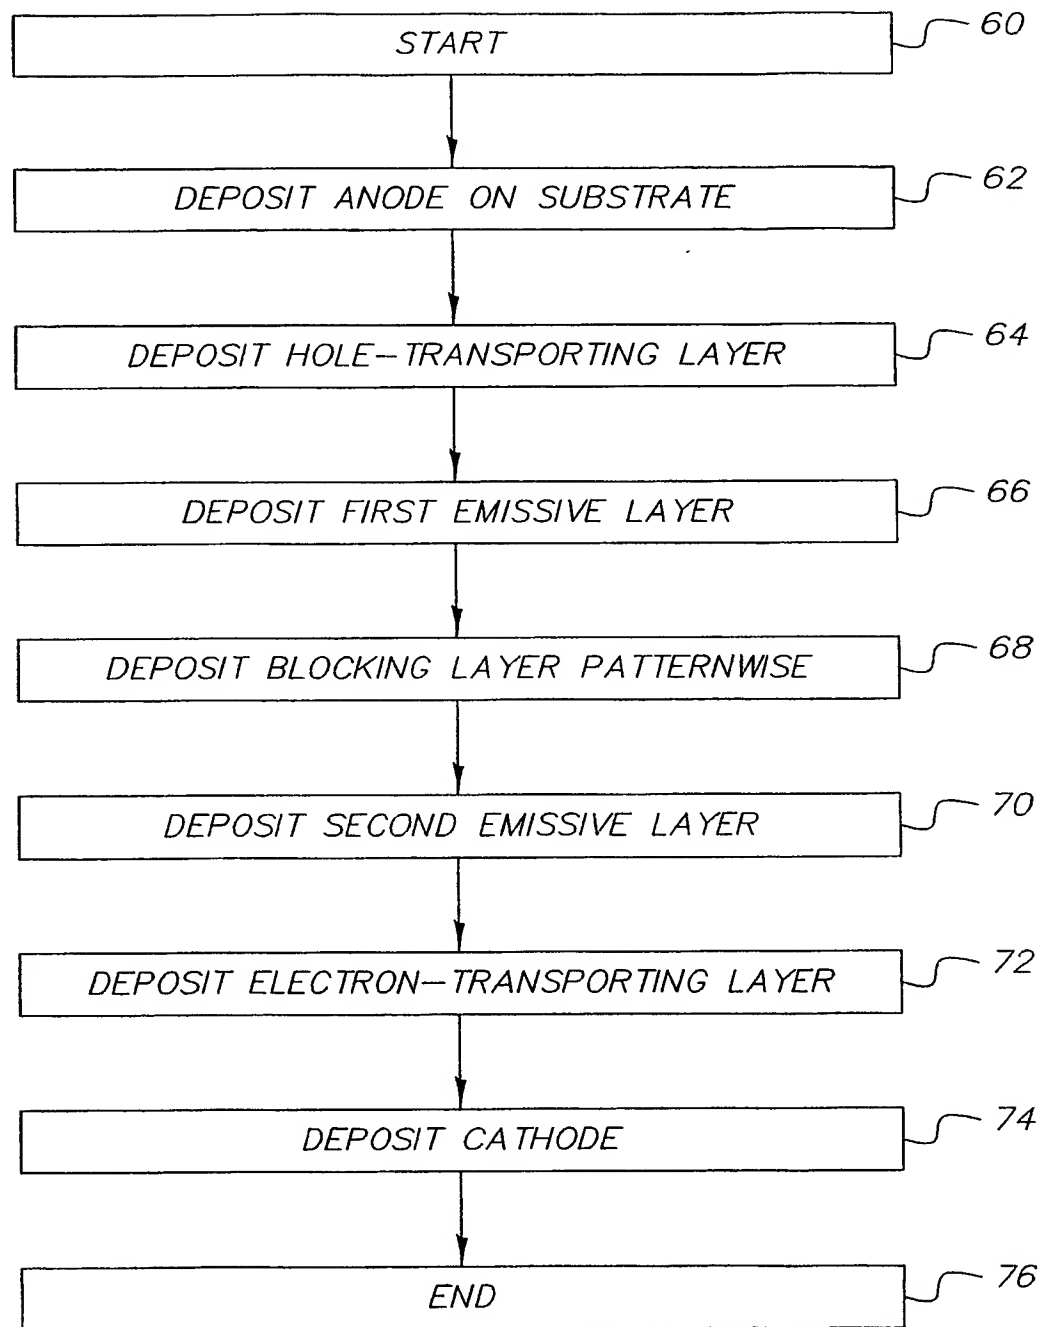 START 60
DEPOSIT ANODE ON SUBSTRATE 62
DEPOSIT HOLE-TRANSPORTING LAYER 64
DEPOSIT FIRST EMISSIVE LAYER 66
DEPOSIT BLOCKING LAYER PATTERNWISE 68
DEPOSIT SECOND EMISSIVE LAYER 70
DEPOSIT ELECTRON-TRANSPORTING LAYER 72
DEPOSIT CATHODE 74
END 76